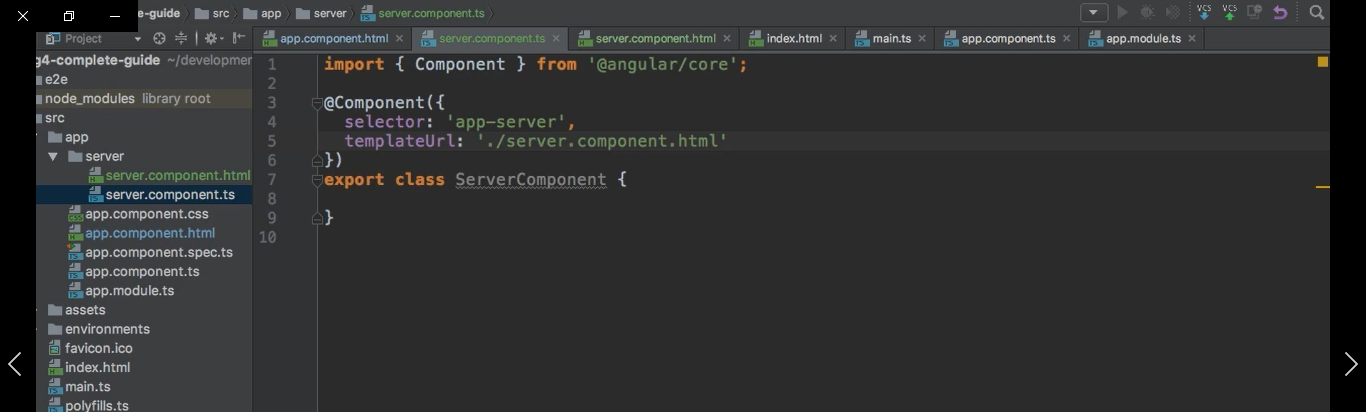 e-guide src app server server.component.ts
VCS VCS
Project
app.component.html server.component.ts server.component.html index.html main.ts app.component.ts app.module.ts
g4-complete-guide ~/developmer
e2e
node_modules library root
src
app
server
server.component.html
server.component.ts
app.component.css
app.component.html
app.component.spec.ts
app.component.ts
app.module.ts
assets
environments
favicon.ico
index.html
main.ts
polyfills.ts
1 import { Component } from '@angular/core';
2
3 @Component({
4 selector: 'app-server',
5 templateUrl: './server.component.html'
6 })
7 export class ServerComponent {
8
9 }
10